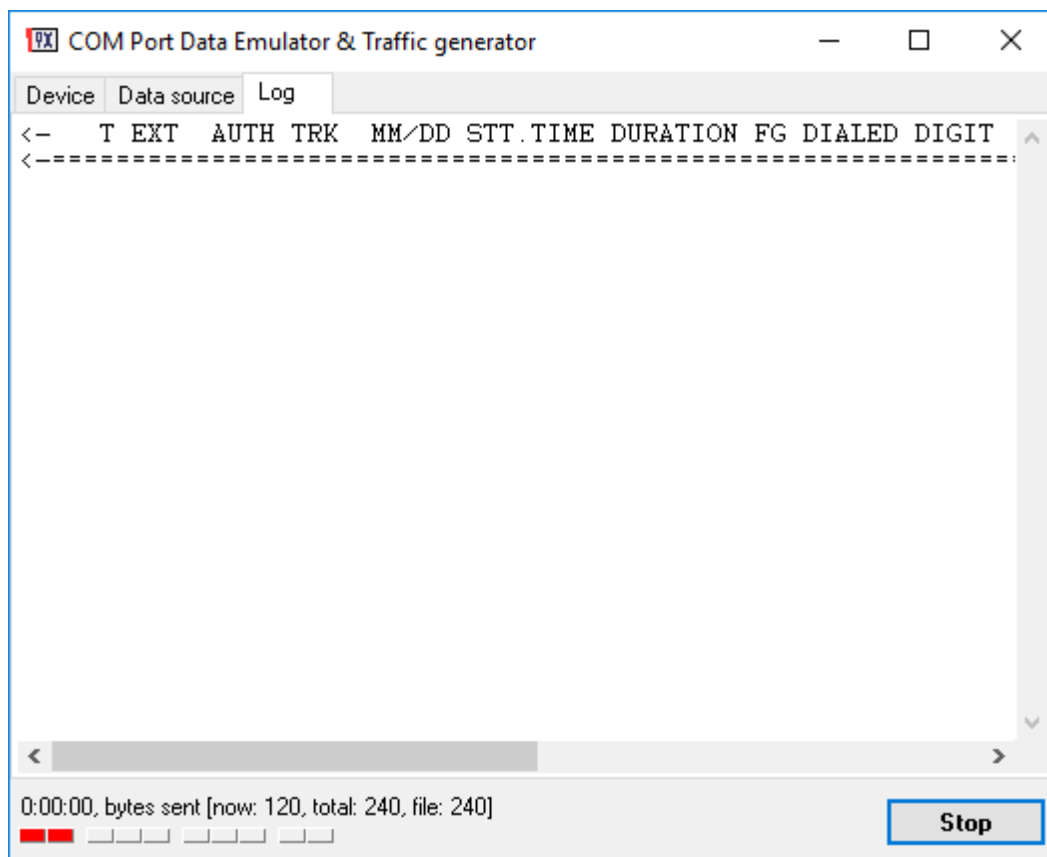 COM Port Data Emulator & Traffic generator
Device Data source Log
<- T EXT AUTH TRK MM/DD STT.TIME DURATION FG DIALED DIGIT
<-============================================================
0:00:00, bytes sent [now: 120, total: 240, file: 240]
Stop